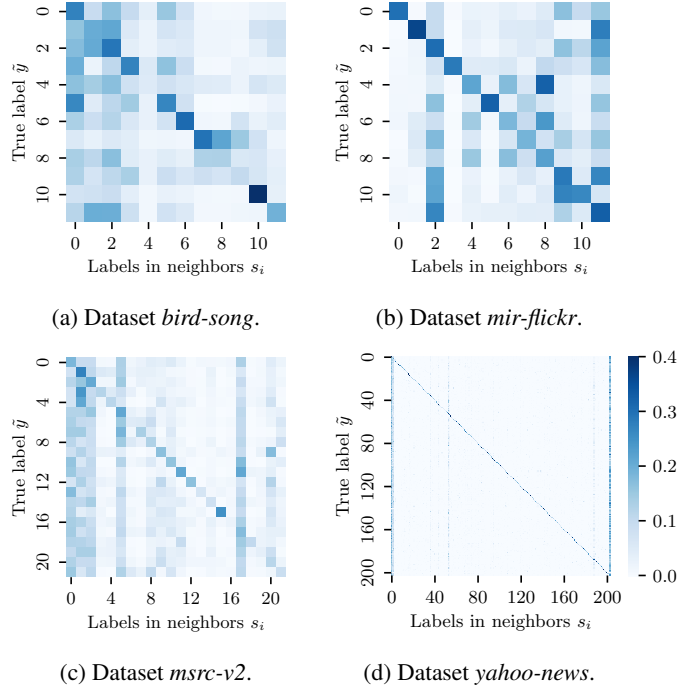 0
2
4
6
8
10
True label ỹ
0 2 4 6 8 10
Labels in neighbors sᵢ
(a) Dataset bird-song.
0
2
4
6
8
10
True label ỹ
0 2 4 6 8 10
Labels in neighbors sᵢ
(b) Dataset mir-flickr.
0
4
8
12
16
20
True label ỹ
0 4 8 12 16 20
Labels in neighbors sᵢ
(c) Dataset msrc-v2.
0
40
80
120
160
200
True label ỹ
0 40 80 120 160 200
Labels in neighbors sᵢ
0.4
0.3
0.2
0.1
0.0
(d) Dataset yahoo-news.